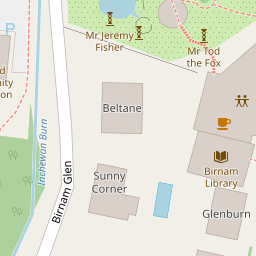 Mr Jeremy
Fisher
Mr Tod
the Fox
Beltane
Inchewan Burn
Birnam Glen
Sunny
Corner
Birnam
Library
Glenburn